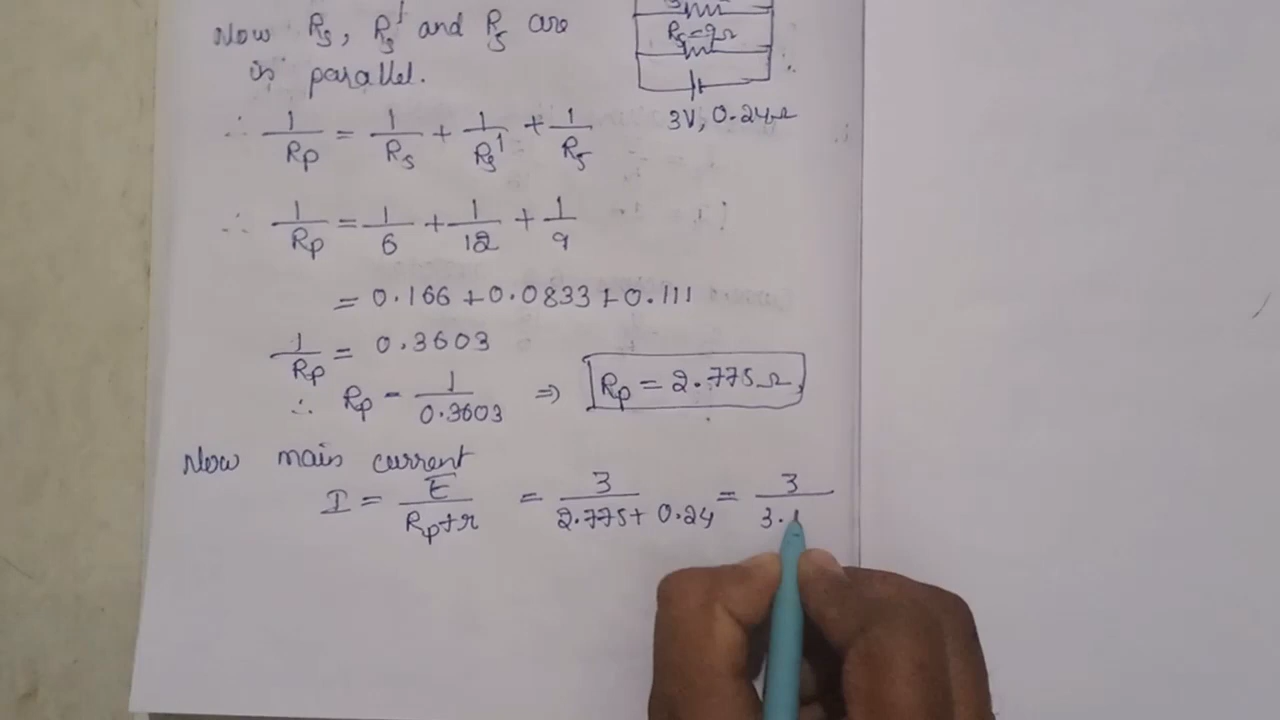 Now Rs, Rs' and R5 are
in parallel.
R5=9Ω
3V, 0.24Ω
∴ 1/Rp = 1/Rs + 1/Rs' + 1/R5
∴ 1/Rp = 1/6 + 1/12 + 1/9
= 0.166 + 0.0833 + 0.111
1/Rp = 0.3603
∴ Rp = 1/0.3603 ⇒ Rp = 2.775Ω
Now main current
I = E/Rp+r = 3/2.775+0.24 = 3/3.